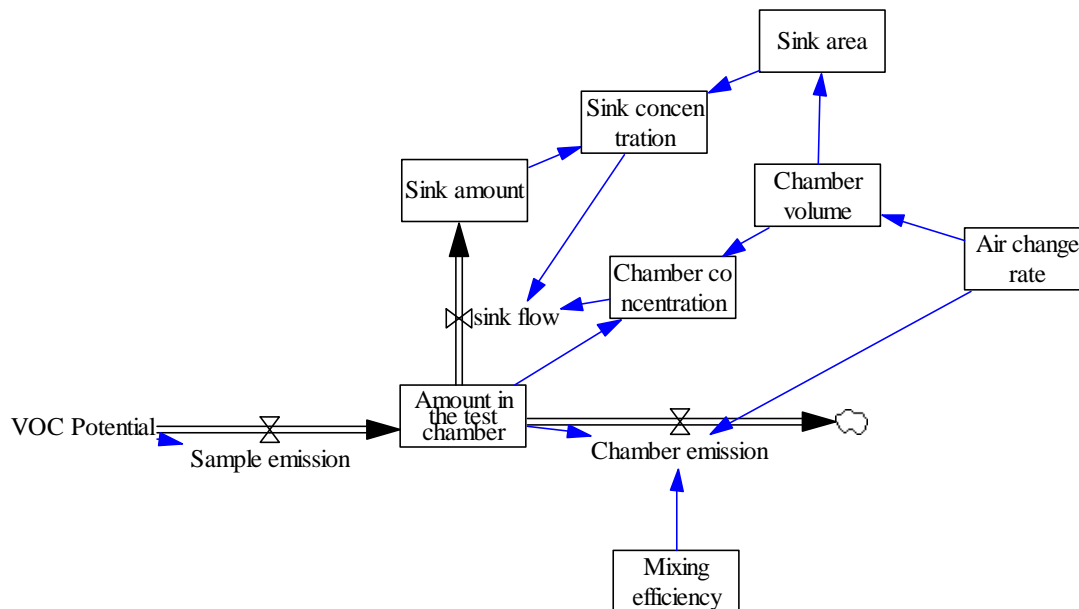 Sink area
Sink concen
tration
Sink amount
Chamber
volume
Air change
rate
Chamber co
ncentration
sink flow
Amount in
the test
chamber
VOC Potential
Sample emission
Chamber emission
Mixing
efficiency